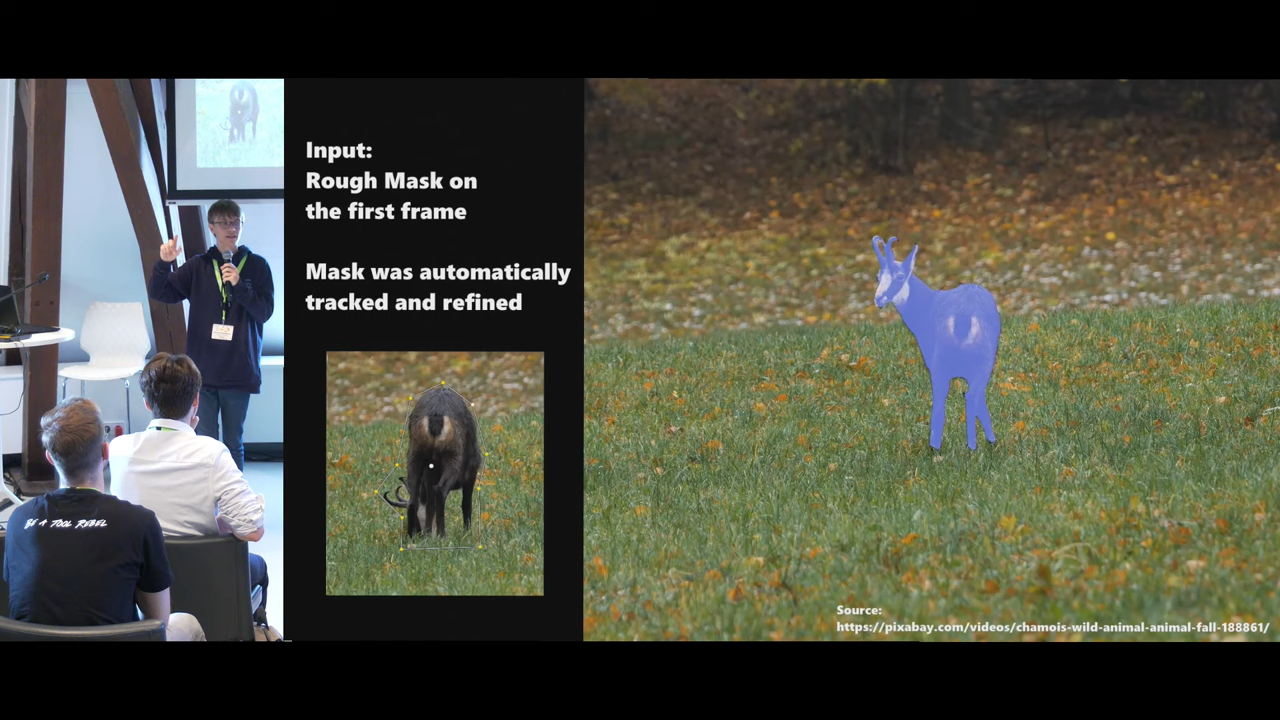 Input:
Rough Mask on
the first frame
Mask was automatically
tracked and refined
BE A TOOL REBEL
Source:
https://pixabay.com/videos/chamois-wild-animal-animal-fall-188861/